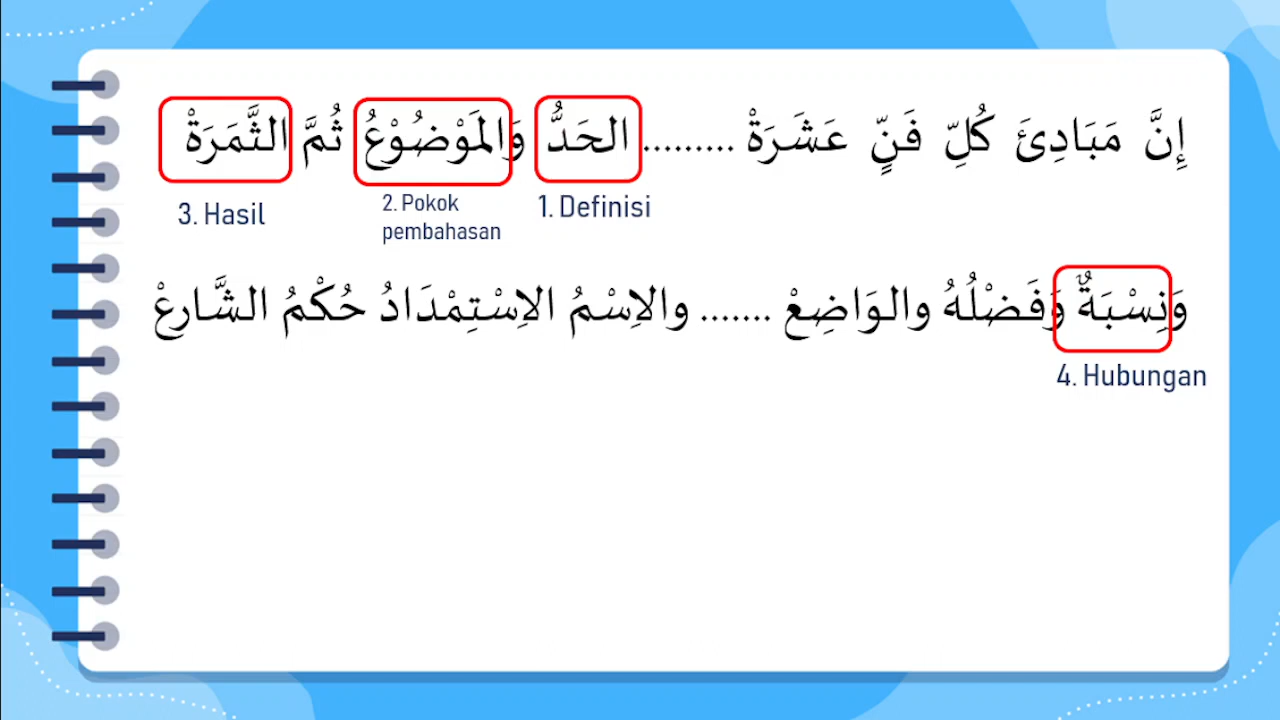 إِنَّ مَبَادِئَ كُلِّ فَنٍّ عَشَرَةْ ......... الحَدُّ وَالمَوْضُوْعُ ثُمَّ الثَّمَرَةْ
1. Definisi
2. Pokok
pembahasan
3. Hasil
وَنِسْبَةٌ وَفَضْلُهُ والوَاضِعْ ....... والاِسْمُ الاِسْتِمْدَادُ حُكْمُ الشَّارِعْ
4. Hubungan